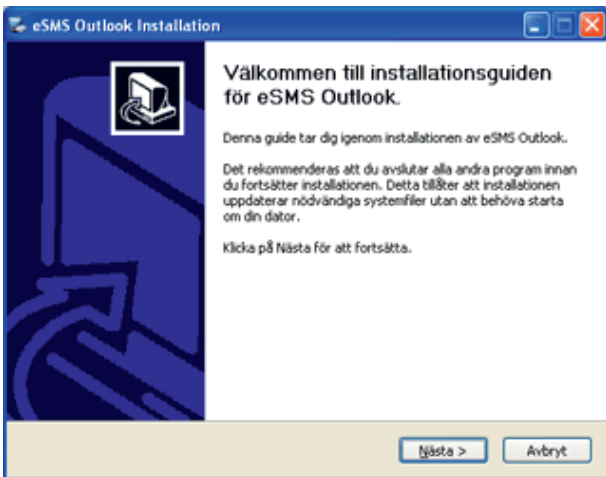 eSMS Outlook Installation
Välkommen till installationsguiden
för eSMS Outlook.
Denna guide tar dig igenom installationen av eSMS Outlook.
Det rekommenderas att du avslutar alla andra program innan
du fortsätter installationen. Detta tillåter att installationen
uppdaterar nödvändiga systemfiler utan att behöva starta
om din dator.
Klicka på Nästa för att fortsätta.
Nästa > Avbryt